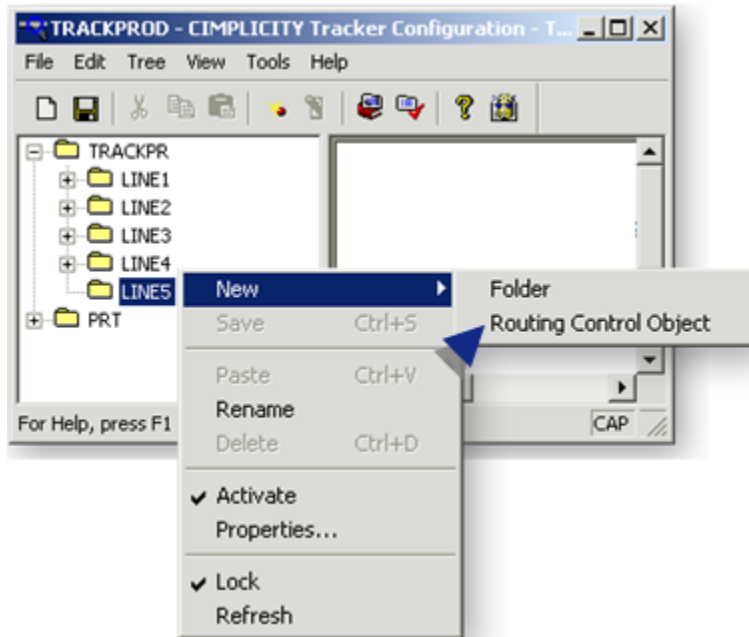 TRACKPROD - CIMPLICITY Tracker Configuration - T...
File Edit Tree View Tools Help
TRACKPR
LINE1
LINE2
LINE3
LINE4
LINE5
PRT
New
Folder
Routing Control Object
Save Ctrl+S
Paste Ctrl+V
Rename
Delete Ctrl+D
Activate
Properties...
Lock
Refresh
For Help, press F1
CAP